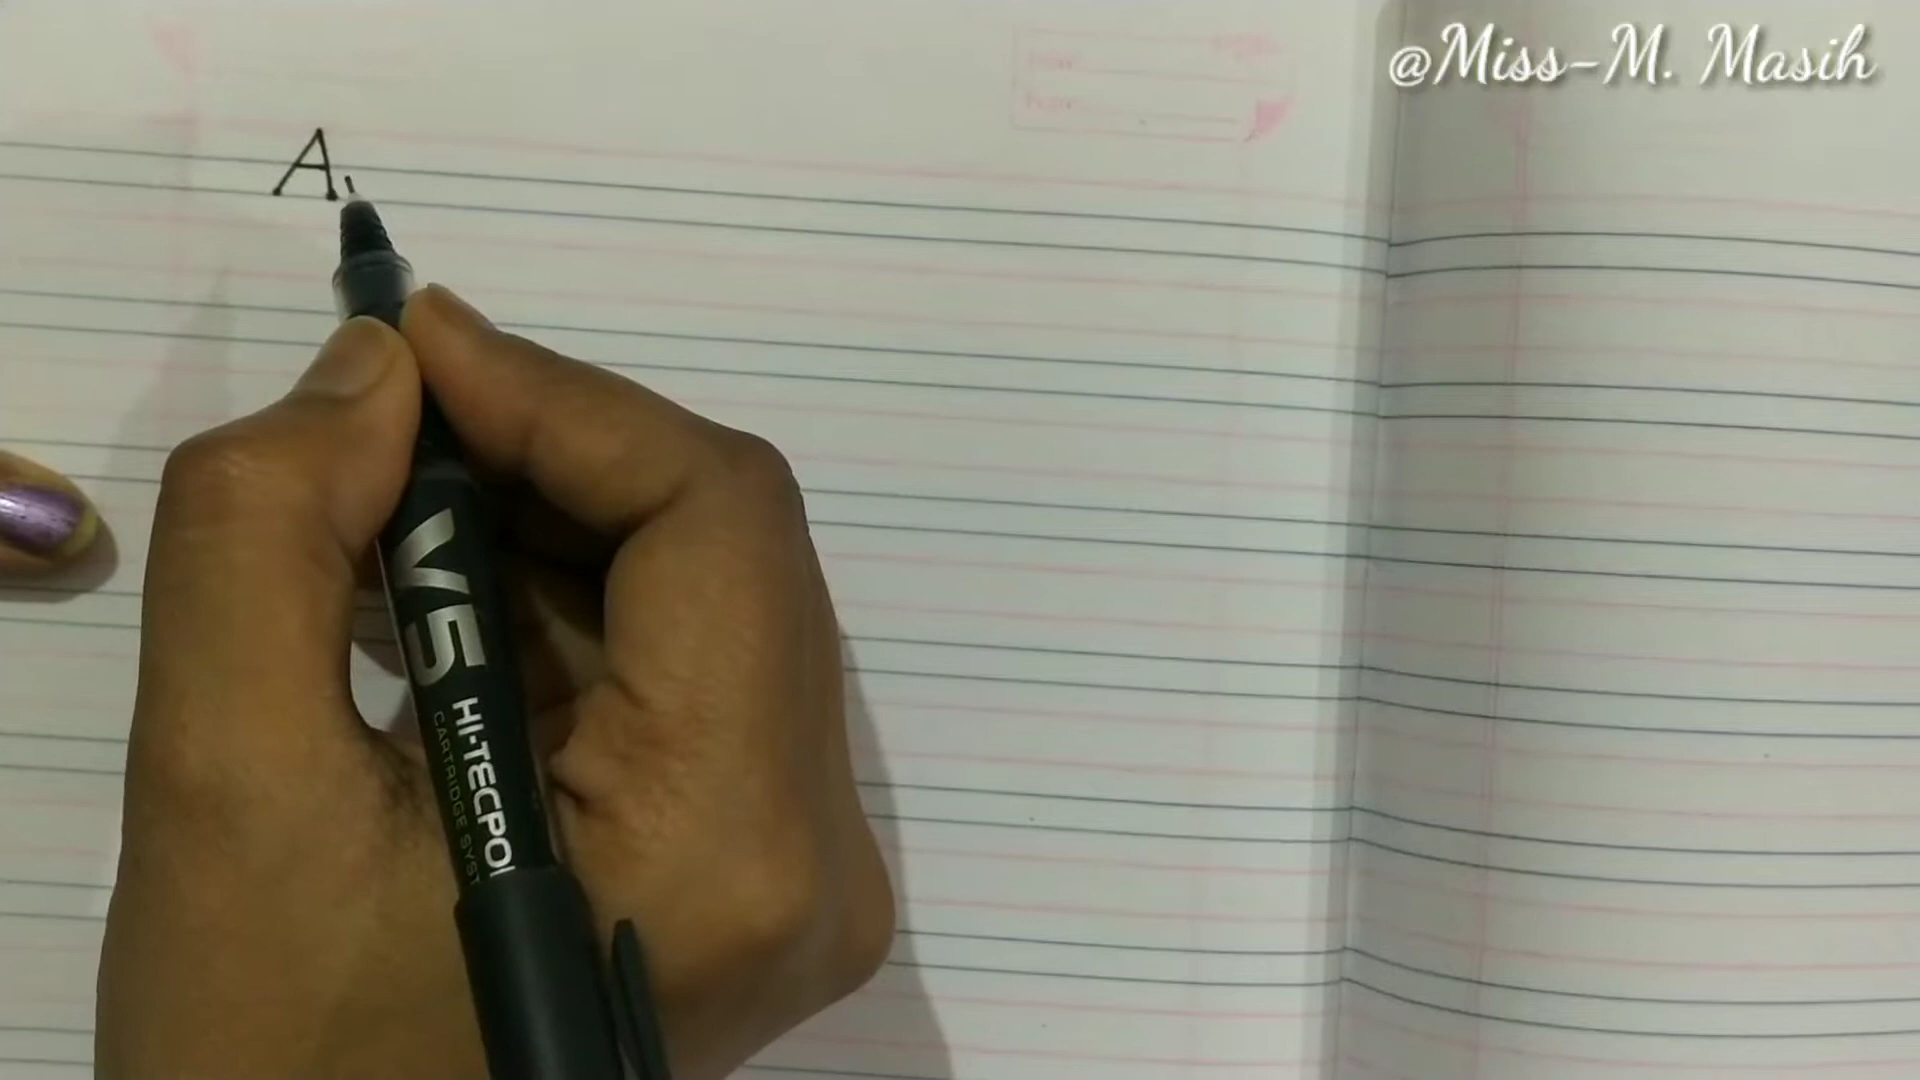 @Miss-M. Masih
A
V5
HI-TECPOI
CARTRIDGE SYST